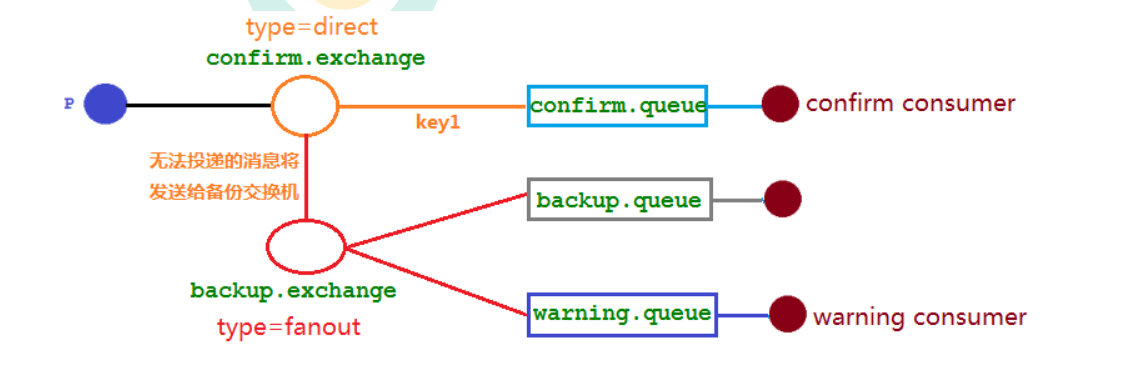 type=direct
confirm.exchange
P
key1
confirm.queue
confirm consumer
无法投递的消息将
发送给备份交换机
backup.queue
backup.exchange
type=fanout
warning.queue
warning consumer